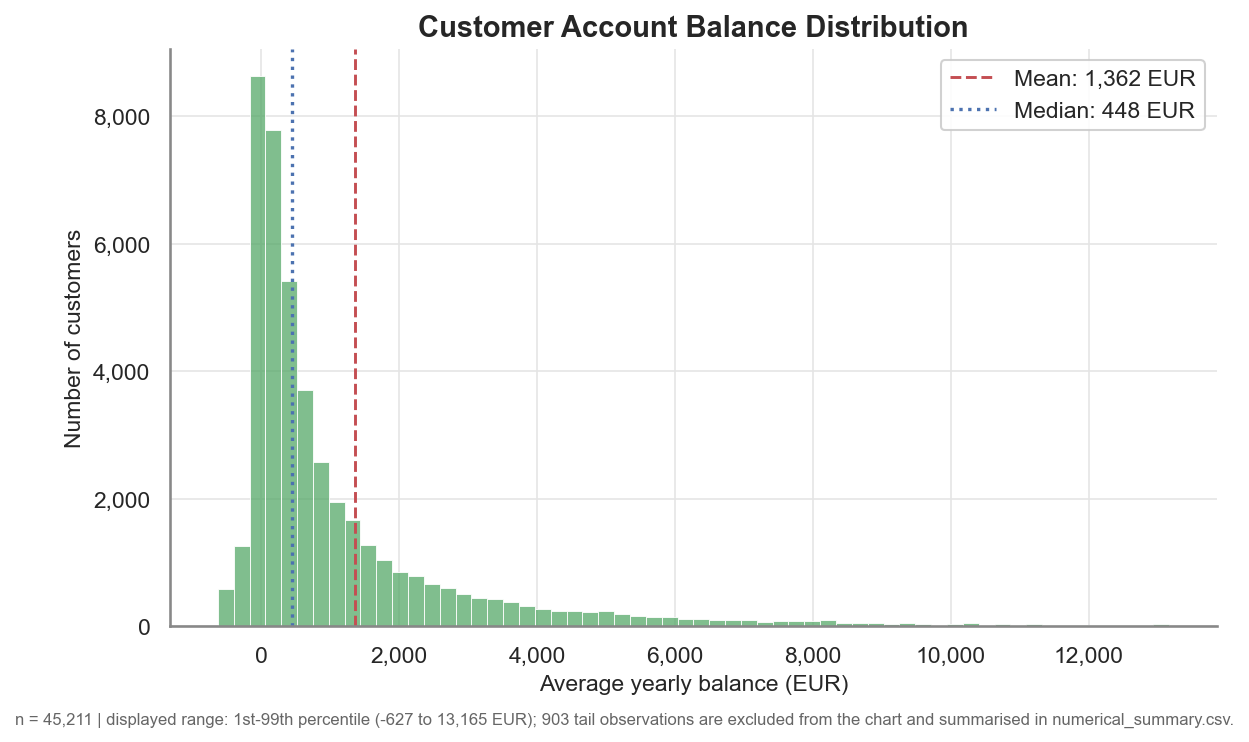 Customer Account Balance Distribution
Mean: 1,362 EUR
Median: 448 EUR
Number of customers
8,000
6,000
4,000
2,000
0
0 2,000 4,000 6,000 8,000 10,000 12,000
Average yearly balance (EUR)
n = 45,211 | displayed range: 1st-99th percentile (-627 to 13,165 EUR); 903 tail observations are excluded from the chart and summarised in numerical_summary.csv.